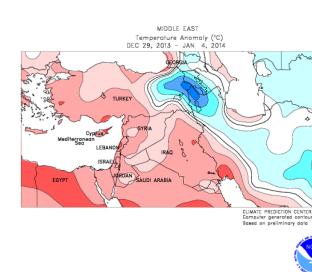 MIDDLE EAST
Temperature Anomaly (°C)
DEC 29, 2013 – JAN 4, 2014
GEORGIA
TURKEY
Cyprus
SYRIA
Mediterranean
Sea
LEBANON
IRAQ
ISRAEL
JORDAN
EGYPT
SAUDI ARABIA
CLIMATE PREDICTION CENTER
Computer generated contour
Based on preliminary data